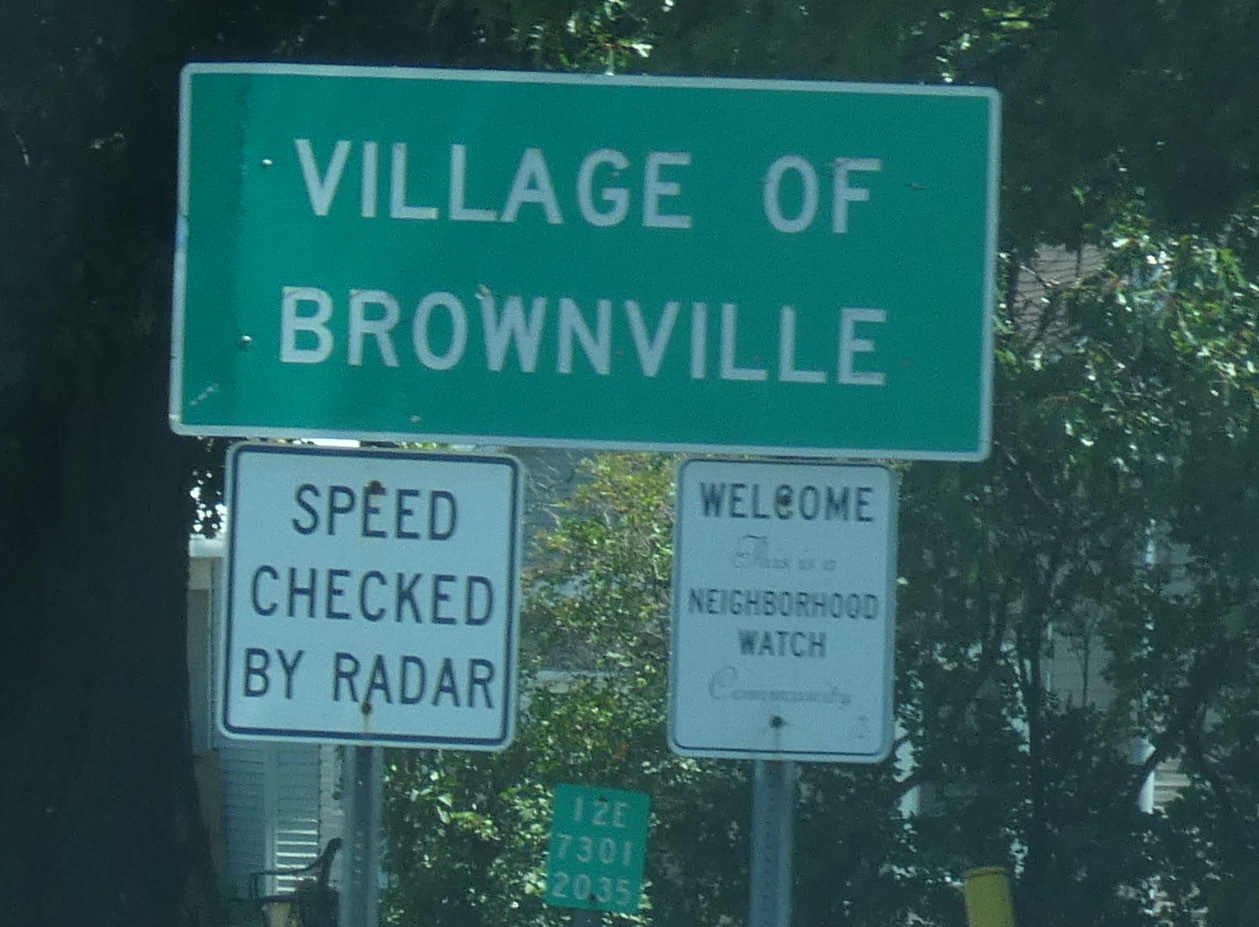 VILLAGE OF
BROWNVILLE
SPEED
CHECKED
BY RADAR
WELCOME
This is a
NEIGHBORHOOD
WATCH
Community
12E
7301
2035